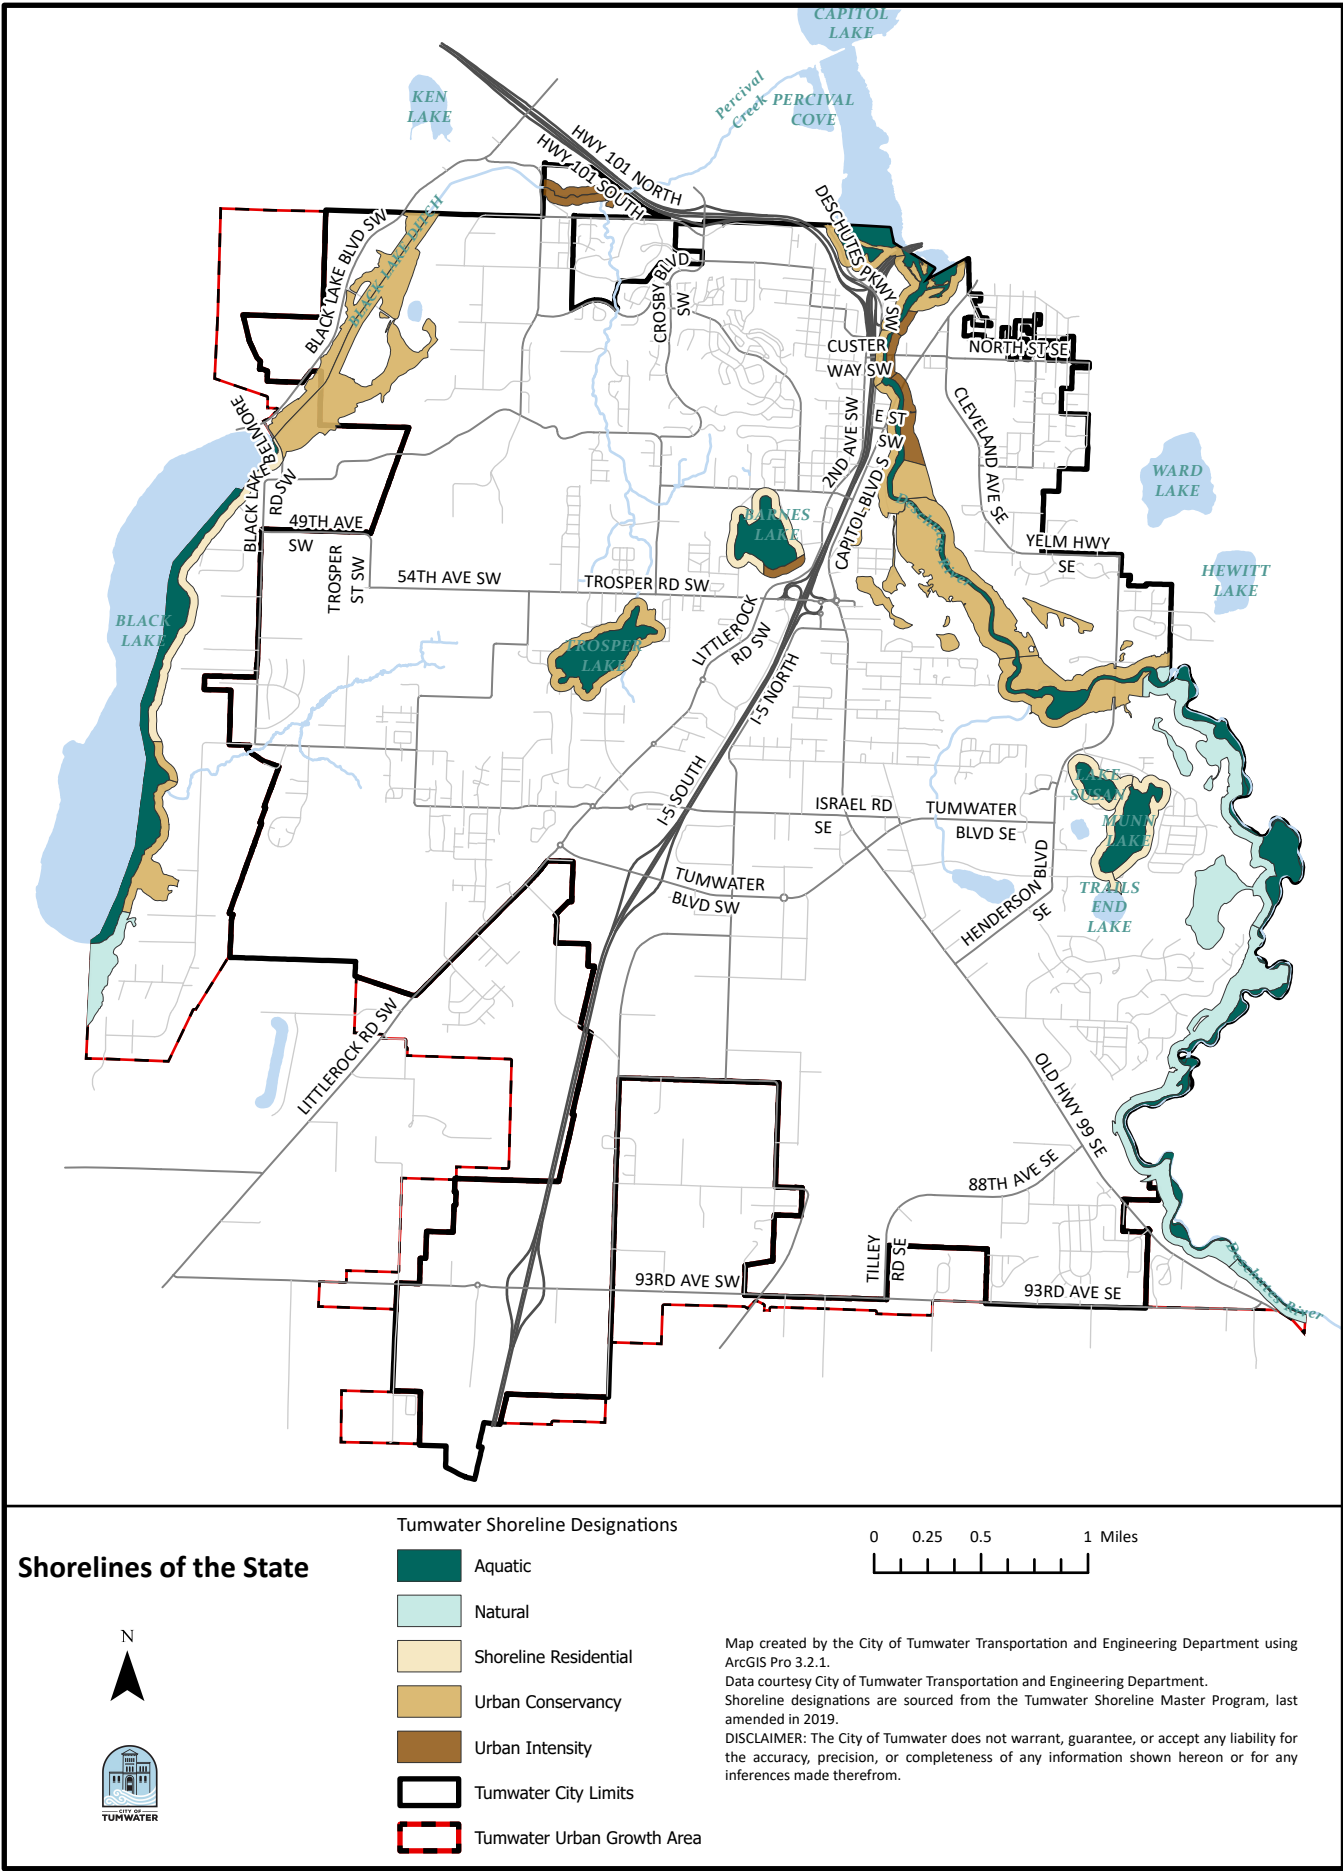 CAPITOL
LAKE
KEN
LAKE
Percival
Creek
PERCIVAL
COVE
HWY 101 NORTH
HWY 101 SOUTH
DESCHUTES PKWY SW
BLACK LAKE BLVD SW
BLACK LAKE DITCH
CROSBY BLVD
SW
CUSTER
WAY SW
NORTH ST SE
CLEVELAND AVE SE
E ST
SW
2ND AVE SW
CAPITOL BLVD S
Deschutes River
WARD
LAKE
BLACK LAKE BELMORE
RD SW
49TH AVE
SW
BARNES
LAKE
YELM HWY
SE
HEWITT
LAKE
TROSPER
ST SW
54TH AVE SW
TROSPER RD SW
BLACK
LAKE
LITTLEROCK
RD SW
TROSPER
LAKE
I-5 NORTH
I-5 SOUTH
LAKE
SUSAN
MUNN
LAKE
ISRAEL RD
SE
TUMWATER
BLVD SE
TUMWATER
BLVD SW
HENDERSON BLVD
SE
TRAILS
END
LAKE
LITTLEROCK RD SW
OLD HWY 99 SE
88TH AVE SE
TILLEY
RD SE
93RD AVE SW
93RD AVE SE
Deschutes River
Shorelines of the State
N
CITY OF
TUMWATER
Tumwater Shoreline Designations
Aquatic
Natural
Shoreline Residential
Urban Conservancy
Urban Intensity
Tumwater City Limits
Tumwater Urban Growth Area
0 0.25 0.5 1 Miles
Map created by the City of Tumwater Transportation and Engineering Department using
ArcGIS Pro 3.2.1.
Data courtesy City of Tumwater Transportation and Engineering Department.
Shoreline designations are sourced from the Tumwater Shoreline Master Program, last
amended in 2019.
DISCLAIMER: The City of Tumwater does not warrant, guarantee, or accept any liability for
the accuracy, precision, or completeness of any information shown hereon or for any
inferences made therefrom.